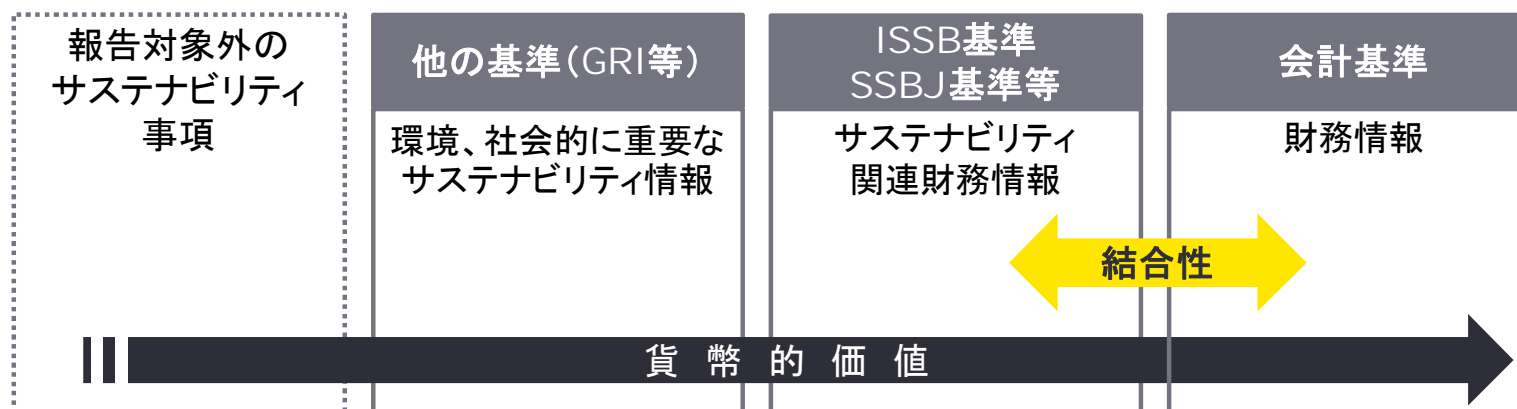 報告対象外の
サステナビリティ
事項
他の基準(GRI等)
環境、社会的に重要な
サステナビリティ情報
ISSB基準
SSBJ基準等
サステナビリティ
関連財務情報
会計基準
財務情報
結合性
貨幣的価値